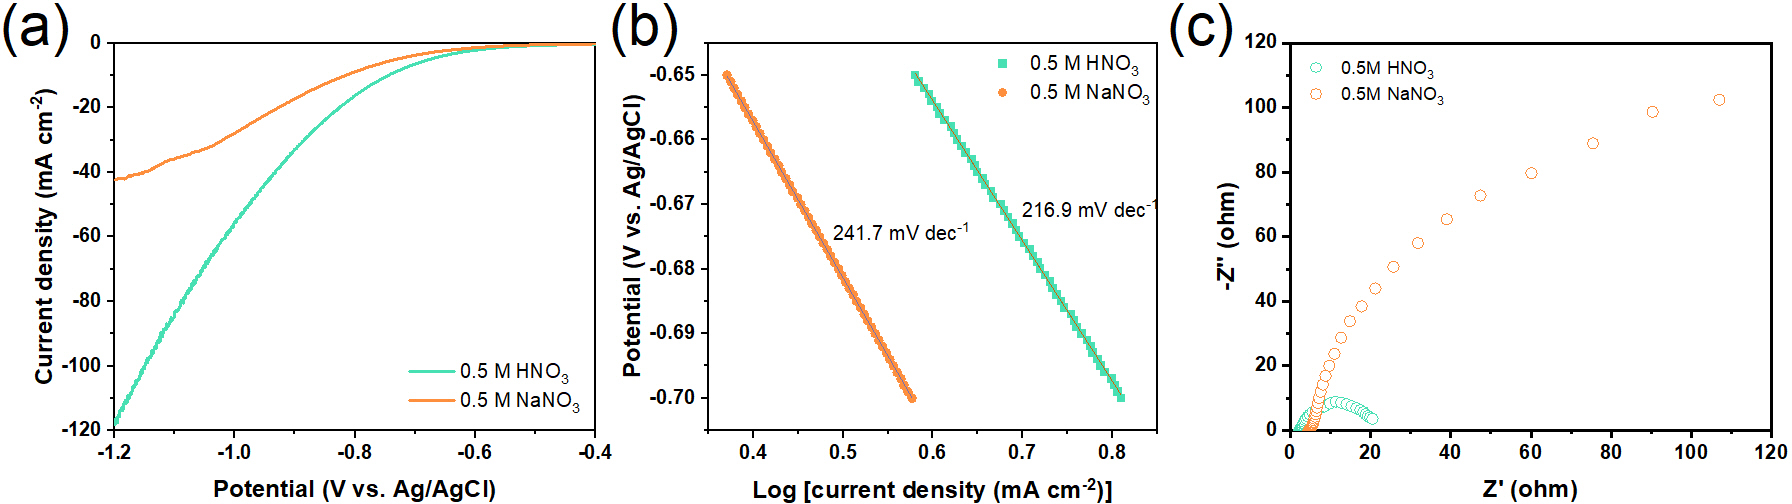 (a)
0
-20
-40
-60
-80
-100
-120
-1.2
-1.0
-0.8
-0.6
-0.4
Current density (mA cm-2)
Potential (V vs. Ag/AgCl)
0.5 M HNO3
0.5 M NaNO3
(b)
-0.65
-0.66
-0.67
-0.68
-0.69
-0.70
0.4
0.5
0.6
0.7
0.8
Potential (V vs. Ag/AgCl)
Log [current density (mA cm-2)]
0.5 M HNO3
0.5 M NaNO3
241.7 mV dec-1
216.9 mV dec-1
(c)
120
100
80
60
40
20
0
0
20
40
60
80
100
120
-Z" (ohm)
Z' (ohm)
0.5M HNO3
0.5M NaNO3